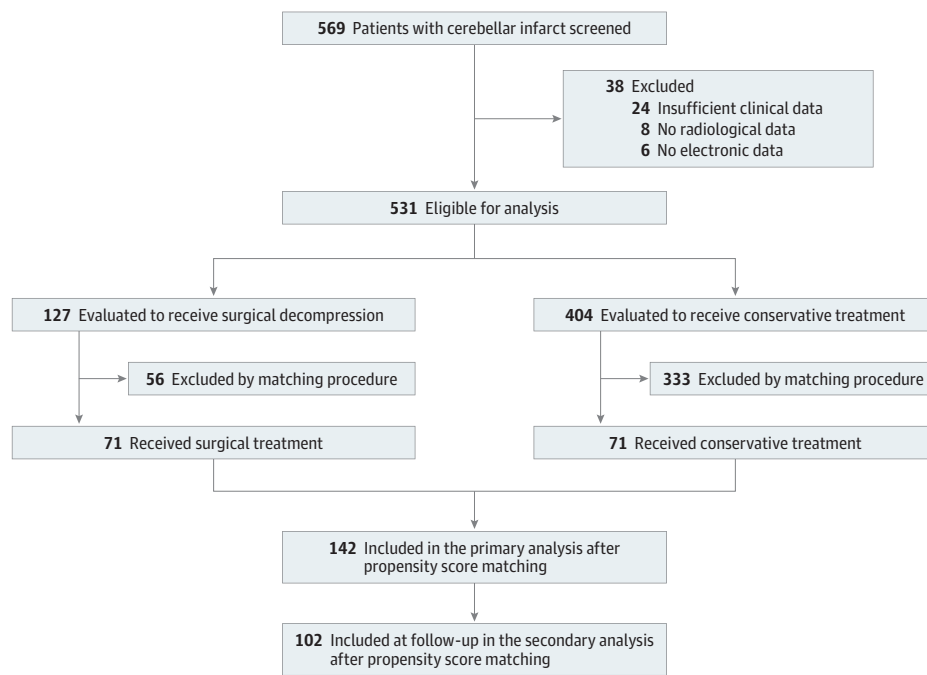 569 Patients with cerebellar infarct screened
38 Excluded
24 Insufficient clinical data
8 No radiological data
6 No electronic data
531 Eligible for analysis
127 Evaluated to receive surgical decompression
404 Evaluated to receive conservative treatment
56 Excluded by matching procedure
333 Excluded by matching procedure
71 Received surgical treatment
71 Received conservative treatment
142 Included in the primary analysis after
propensity score matching
102 Included at follow-up in the secondary analysis
after propensity score matching